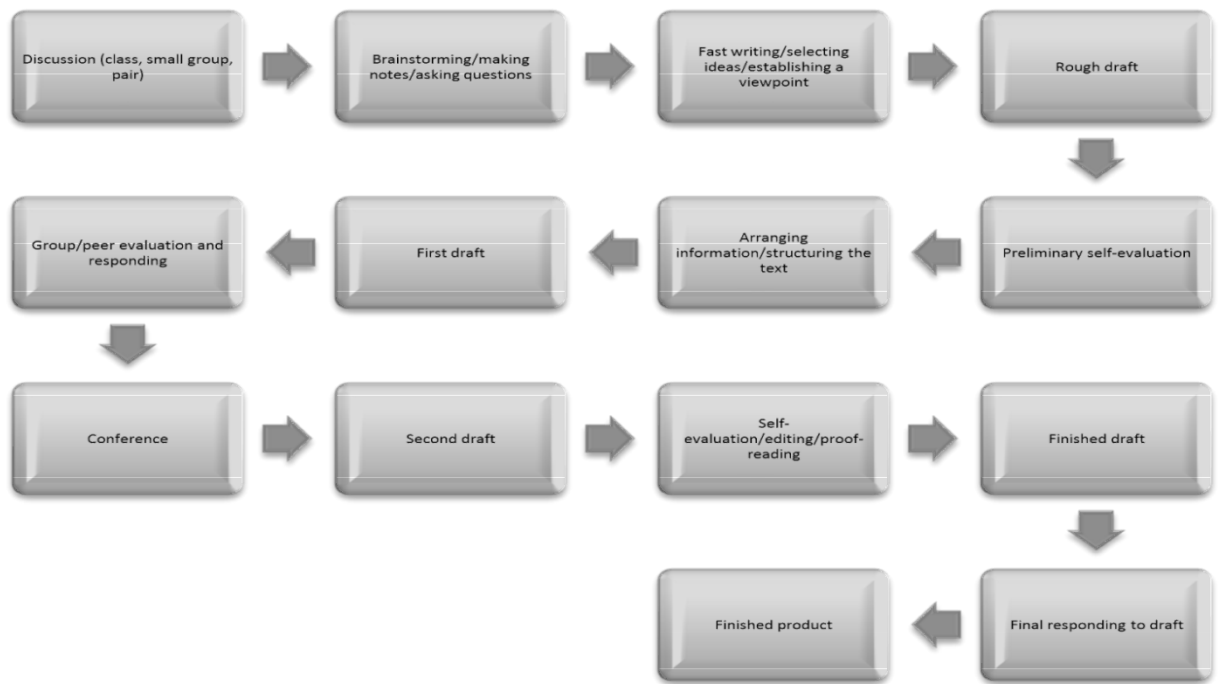 Discussion (class, small group,
pair)
Brainstorming/making
notes/asking questions
Fast writing/selecting
ideas/establishing a
viewpoint
Rough draft
Preliminary self-evaluation
Arranging
information/structuring the
text
First draft
Group/peer evaluation and
responding
Conference
Second draft
Self-
evaluation/editing/proof-
reading
Finished draft
Final responding to draft
Finished product